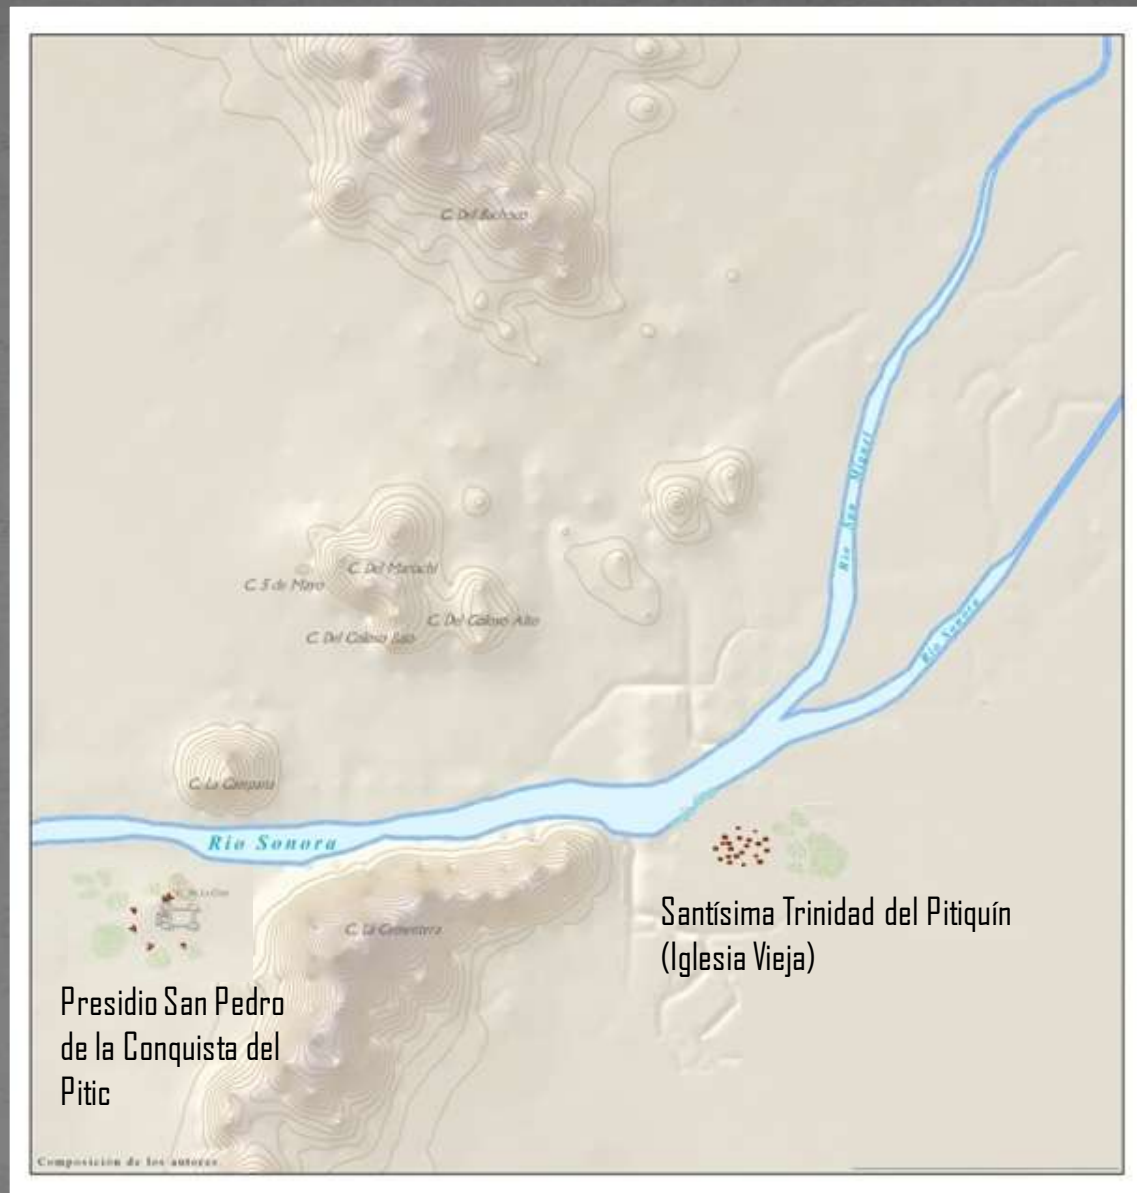 C. Del Bachoco
Río San Miguel
C. Del Mariachi
C. 5 de Mayo
C. Del Coloso Alto
C. Del Coloso Bajo
Río Sonora
C. La Campana
Río Sonora
Santísima Trinidad del Pitiquín
(Iglesia Vieja)
C. La Cementera
Presidio San Pedro
de la Conquista del
Pitic
Composición de los autores